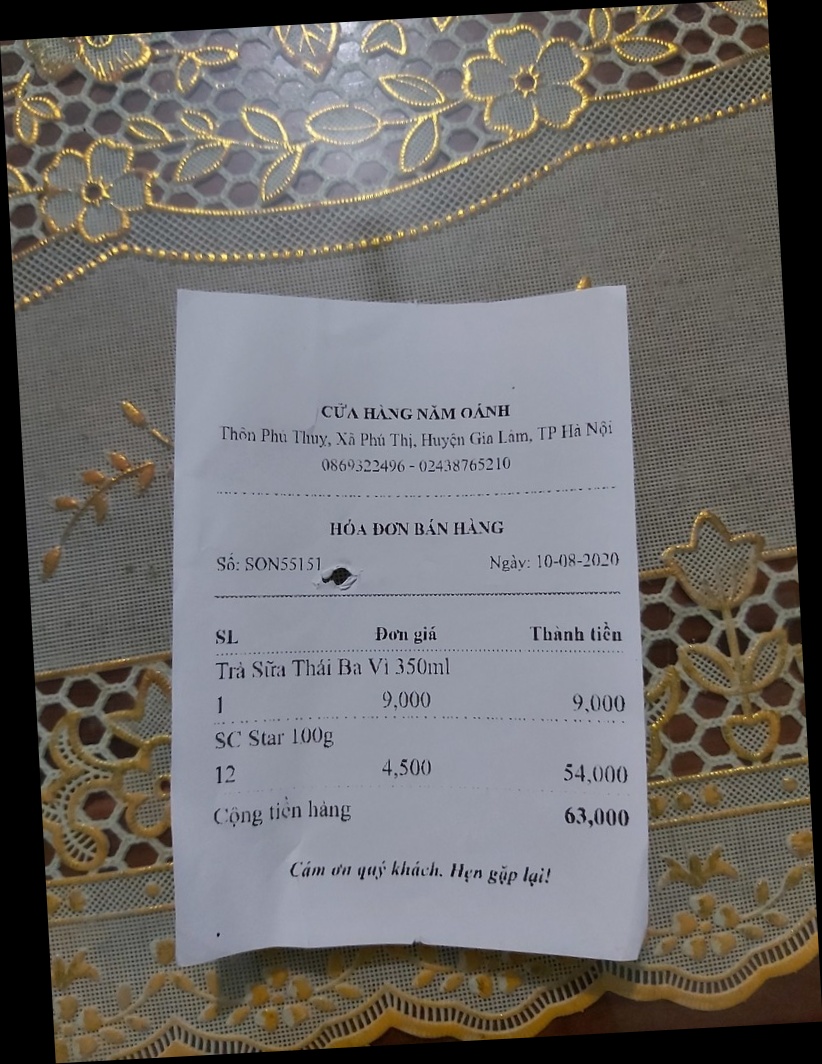 CỬA HÀNG NĂM OÁNH
Thôn Phú Thuỵ, Xã Phú Thị, Huyện Gia Lâm, TP Hà Nội
0869322496 - 02438765210
HÓA ĐƠN BÁN HÀNG
Số: SON55151 Ngày: 10-08-2020
SL Đơn giá Thành tiền
Trà Sữa Thái Ba Vì 350ml
1 9,000 9,000
SC Star 100g
12 4,500 54,000
Cộng tiền hàng 63,000
Cám ơn quý khách. Hẹn gặp lại!